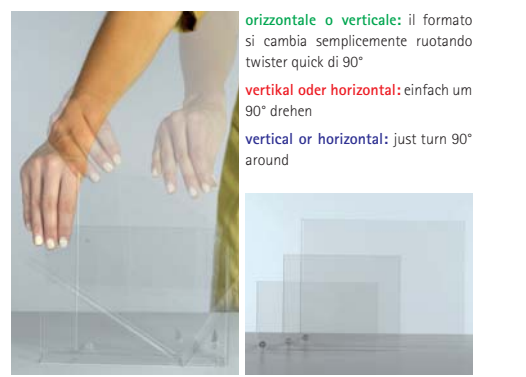 orizzontale o verticale: il formato
si cambia semplicemente ruotando
twister quick di 90°
vertikal oder horizontal: einfach um
90° drehen
vertical or horizontal: just turn 90°
around